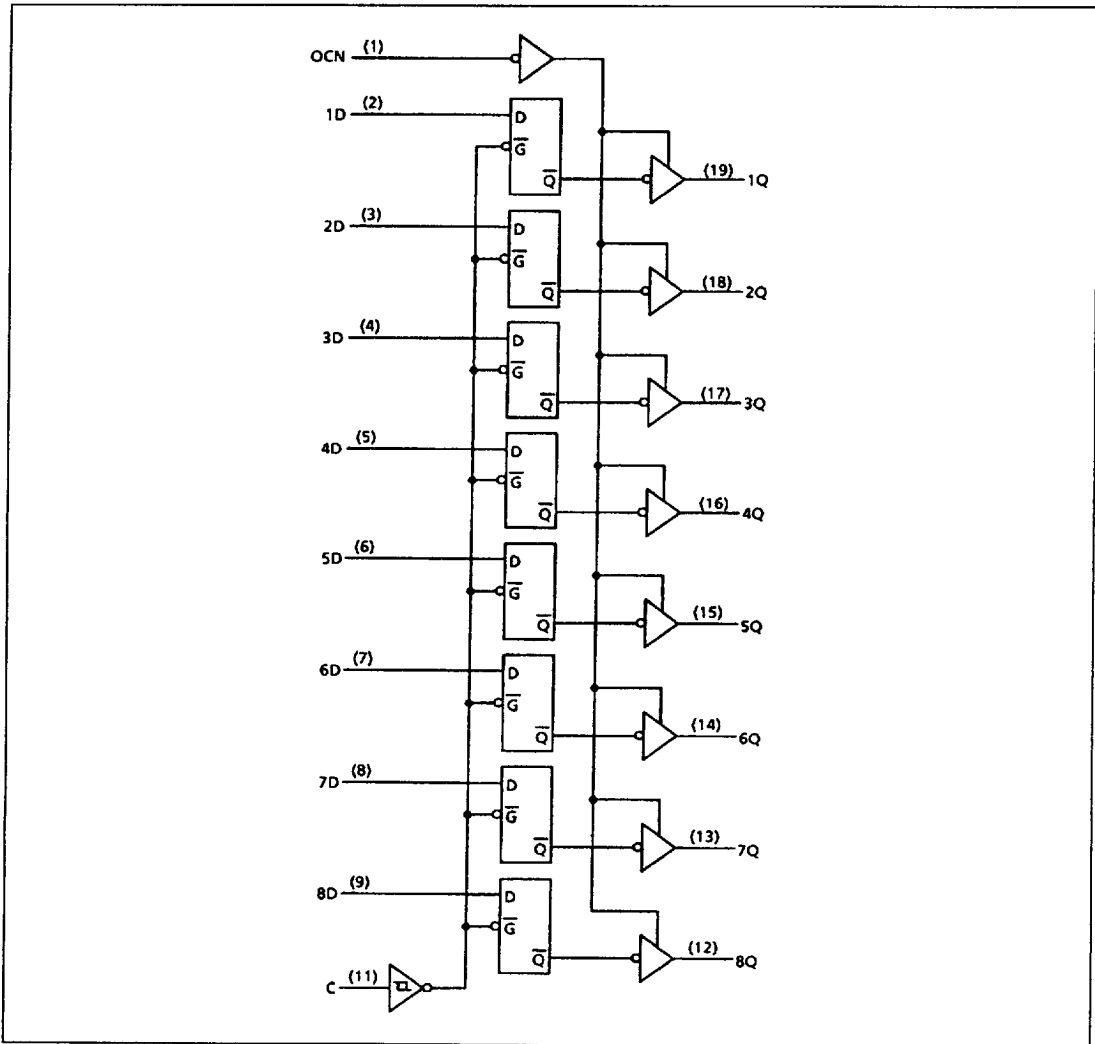 OCN (1)
1D (2)
D
G̅
Q̅
(19) 1Q
2D (3)
D
G̅
Q̅
(18) 2Q
3D (4)
D
G̅
Q̅
(17) 3Q
4D (5)
D
G̅
Q̅
(16) 4Q
5D (6)
D
G̅
Q̅
(15) 5Q
6D (7)
D
G̅
Q̅
(14) 6Q
7D (8)
D
G̅
Q̅
(13) 7Q
8D (9)
D
G̅
Q̅
(12) 8Q
C (11)